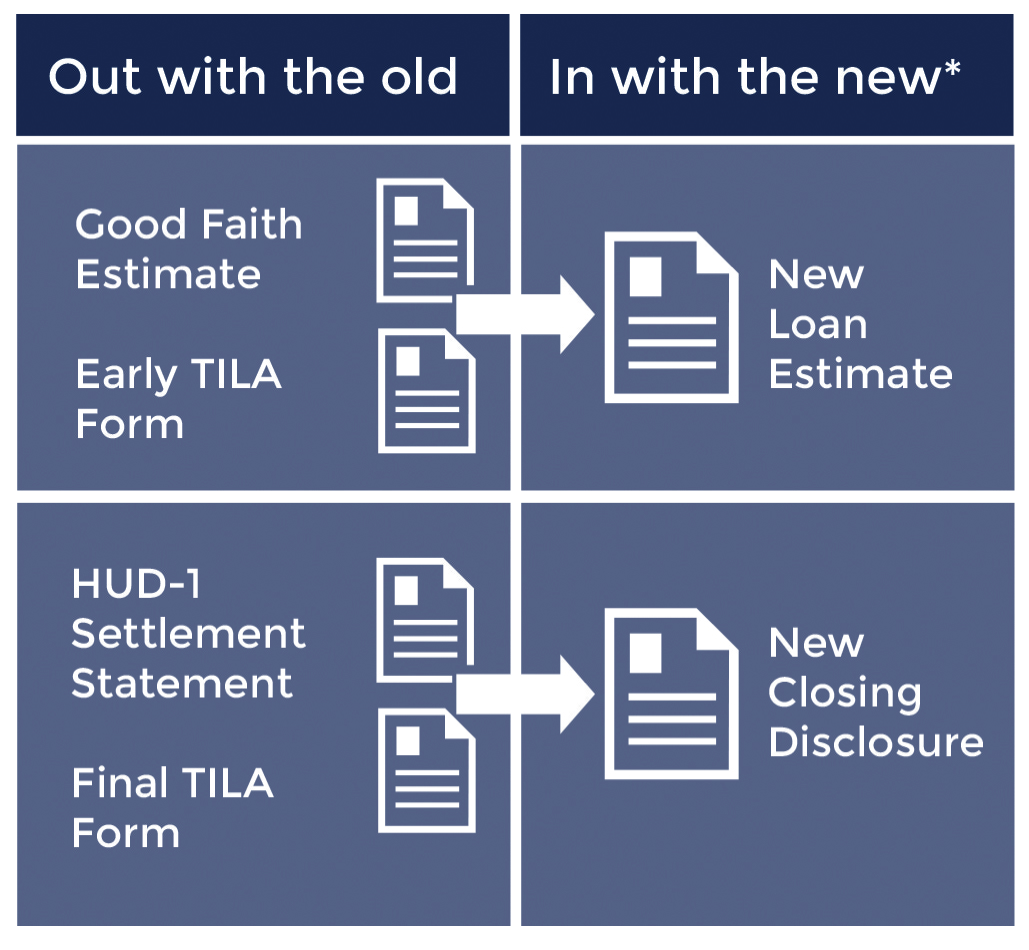 Out with the old
In with the new*
Good Faith
Estimate
Early TILA
Form
New
Loan
Estimate
HUD-1
Settlement
Statement
Final TILA
Form
New
Closing
Disclosure